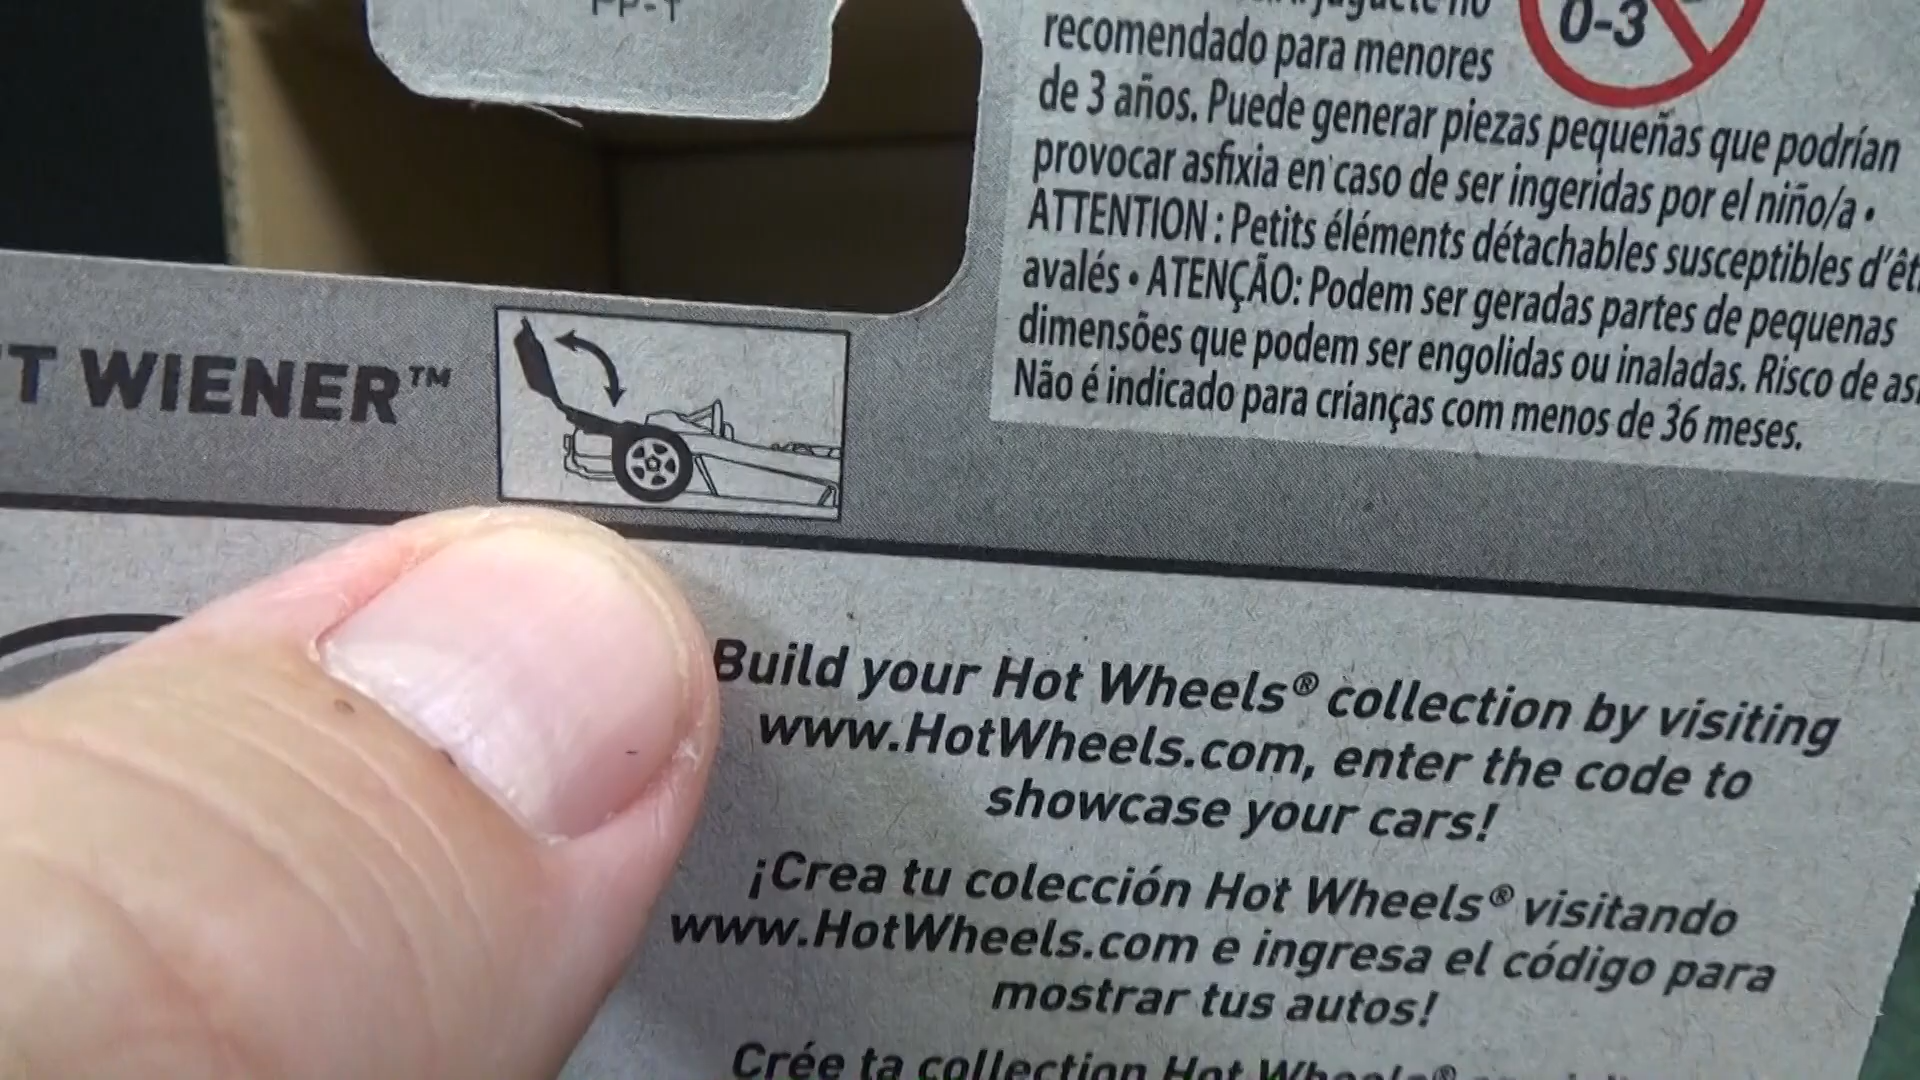 PP-T
0-3
juguete no
recomendado para menores
de 3 años. Puede generar piezas pequeñas que podrían
provocar asfixia en caso de ser ingeridas por el niño/a •
ATTENTION : Petits éléments détachables susceptibles d'êt
avalés • ATENÇÃO: Podem ser geradas partes de pequenas
dimensões que podem ser engolidas ou inaladas. Risco de as
Não é indicado para crianças com menos de 36 meses.
T WIENER™
Build your Hot Wheels® collection by visiting
www.HotWheels.com, enter the code to
showcase your cars!
¡Crea tu colección Hot Wheels® visitando
www.HotWheels.com e ingresa el código para
mostrar tus autos!
Crée ta collection Hot Wheels®